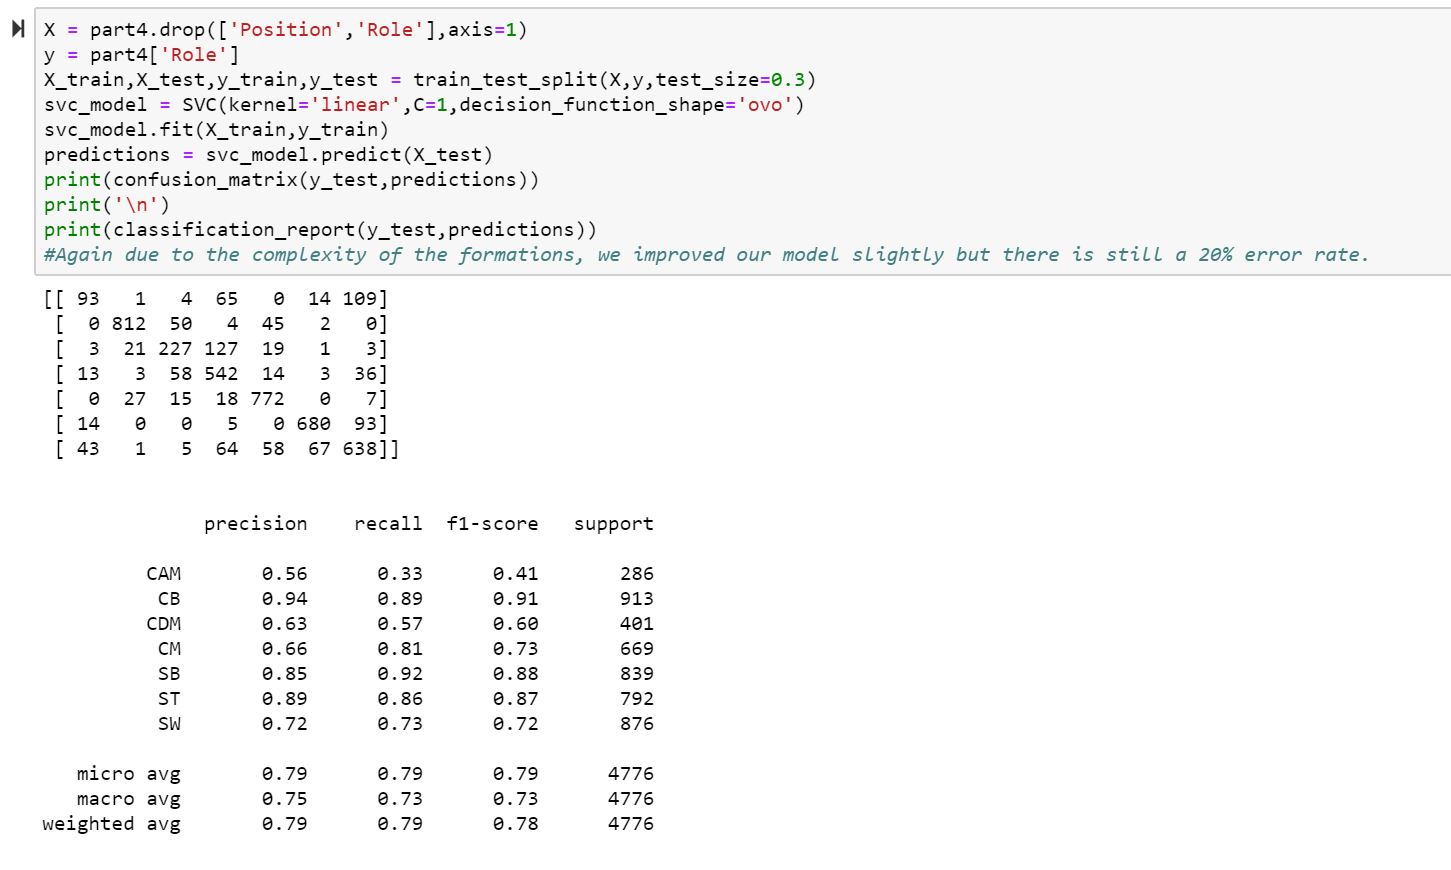 X = part4.drop(['Position','Role'],axis=1)
y = part4['Role']
X_train,X_test,y_train,y_test = train_test_split(X,y,test_size=0.3)
svc_model = SVC(kernel='linear',C=1,decision_function_shape='ovo')
svc_model.fit(X_train,y_train)
predictions = svc_model.predict(X_test)
print(confusion_matrix(y_test,predictions))
print('\n')
print(classification_report(y_test,predictions))
#Again due to the complexity of the formations, we improved our model slightly but there is still a 20% error rate.
[[ 93   1   4  65   0  14 109]
 [  0 812  50   4  45   2   0]
 [  3  21 227 127  19   1   3]
 [ 13   3  58 542  14   3  36]
 [  0  27  15  18 772   0   7]
 [ 14   0   0   5   0 680  93]
 [ 43   1   5  64  58  67 638]]
              precision    recall  f1-score   support
         CAM       0.56      0.33      0.41       286
          CB       0.94      0.89      0.91       913
         CDM       0.63      0.57      0.60       401
          CM       0.66      0.81      0.73       669
          SB       0.85      0.92      0.88       839
          ST       0.89      0.86      0.87       792
          SW       0.72      0.73      0.72       876
   micro avg       0.79      0.79      0.79      4776
   macro avg       0.75      0.73      0.73      4776
weighted avg       0.79      0.79      0.78      4776